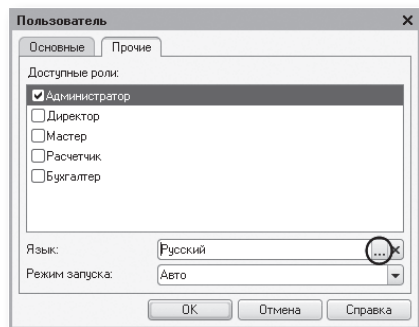 Пользователь
Основные Прочие
Доступные роли:
Администратор
Директор
Мастер
Расчетчик
Бухгалтер
Язык: Русский ...
Режим запуска: Авто
OK Отмена Справка